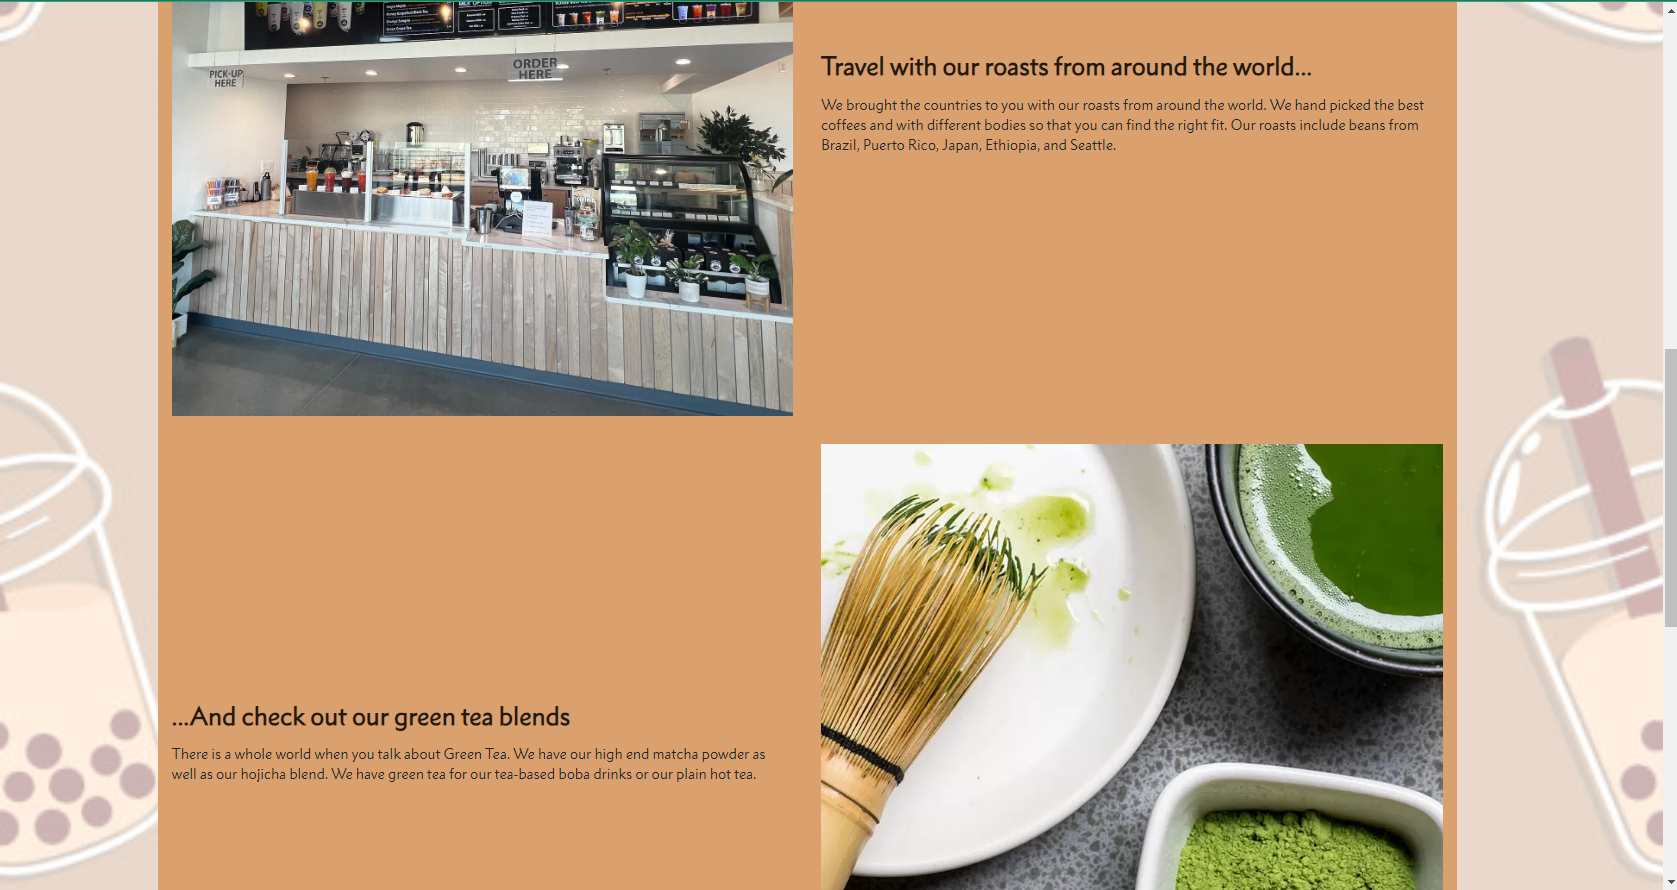 PICK-UP
HERE
ORDER
HERE
Travel with our roasts from around the world...
We brought the countries to you with our roasts from around the world. We hand picked the best
coffees and with different bodies so that you can find the right fit. Our roasts include beans from
Brazil, Puerto Rico, Japan, Ethiopia, and Seattle.
...And check out our green tea blends
There is a whole world when you talk about Green Tea. We have our high end matcha powder as
well as our hojicha blend. We have green tea for our tea-based boba drinks or our plain hot tea.